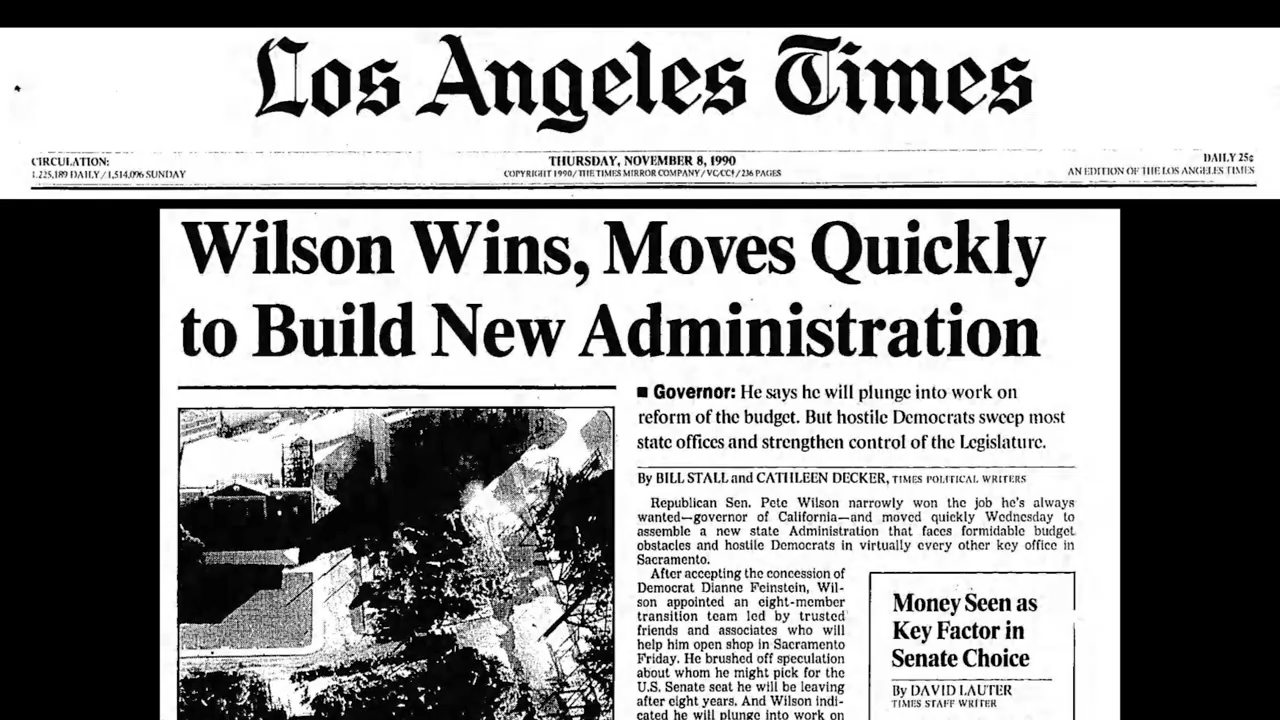 Los Angeles Times
CIRCULATION:
1,225,189 DAILY / 1,514,096 SUNDAY
THURSDAY, NOVEMBER 8, 1990
COPYRIGHT 1990 / THE TIMES MIRROR COMPANY / VC/CC† / 236 PAGES
DAILY 25¢
AN EDITION OF THE LOS ANGELES TIMES
Wilson Wins, Moves Quickly
to Build New Administration
■ Governor: He says he will plunge into work on
reform of the budget. But hostile Democrats sweep most
state offices and strengthen control of the Legislature.
By BILL STALL and CATHLEEN DECKER, TIMES POLITICAL WRITERS
Republican Sen. Pete Wilson narrowly won the job he's always
wanted—governor of California—and moved quickly Wednesday to
assemble a new state Administration that faces formidable budget
obstacles and hostile Democrats in virtually every other key office in
Sacramento.
After accepting the concession of
Democrat Dianne Feinstein, Wil-
son appointed an eight-member
transition team led by trusted
friends and associates who will
help him open shop in Sacramento
Friday. He brushed off speculation
about whom he might pick for the
U.S. Senate seat he will be leaving
after eight years. And Wilson indi-
cated he will plunge into work on
Money Seen as
Key Factor in
Senate Choice
By DAVID LAUTER
TIMES STAFF WRITER